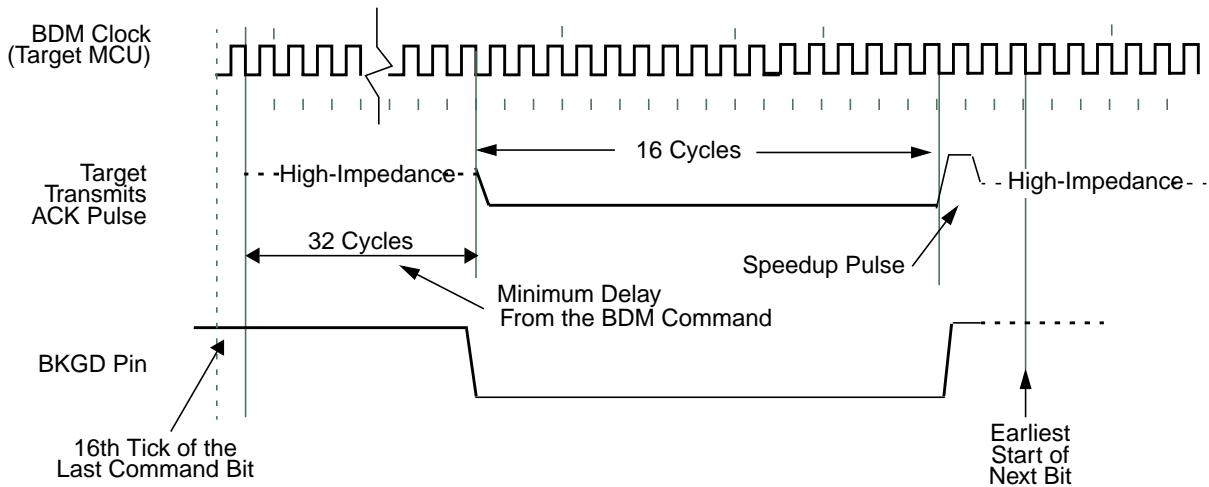 BDM Clock
(Target MCU)
16 Cycles
Target
Transmits
ACK Pulse
High-Impedance
High-Impedance
32 Cycles
Speedup Pulse
Minimum Delay
From the BDM Command
BKGD Pin
16th Tick of the
Last Command Bit
Earliest
Start of
Next Bit